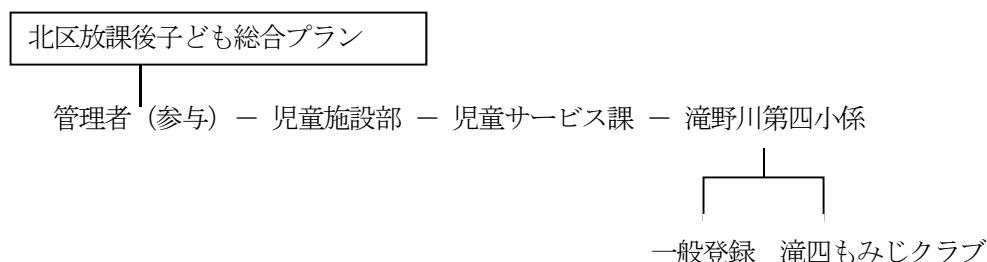 北区放課後子ども総合プラン
管理者（参与）－ 児童施設部 － 児童サービス課 － 滝野川第四小係
一般登録　滝四もみじクラブ